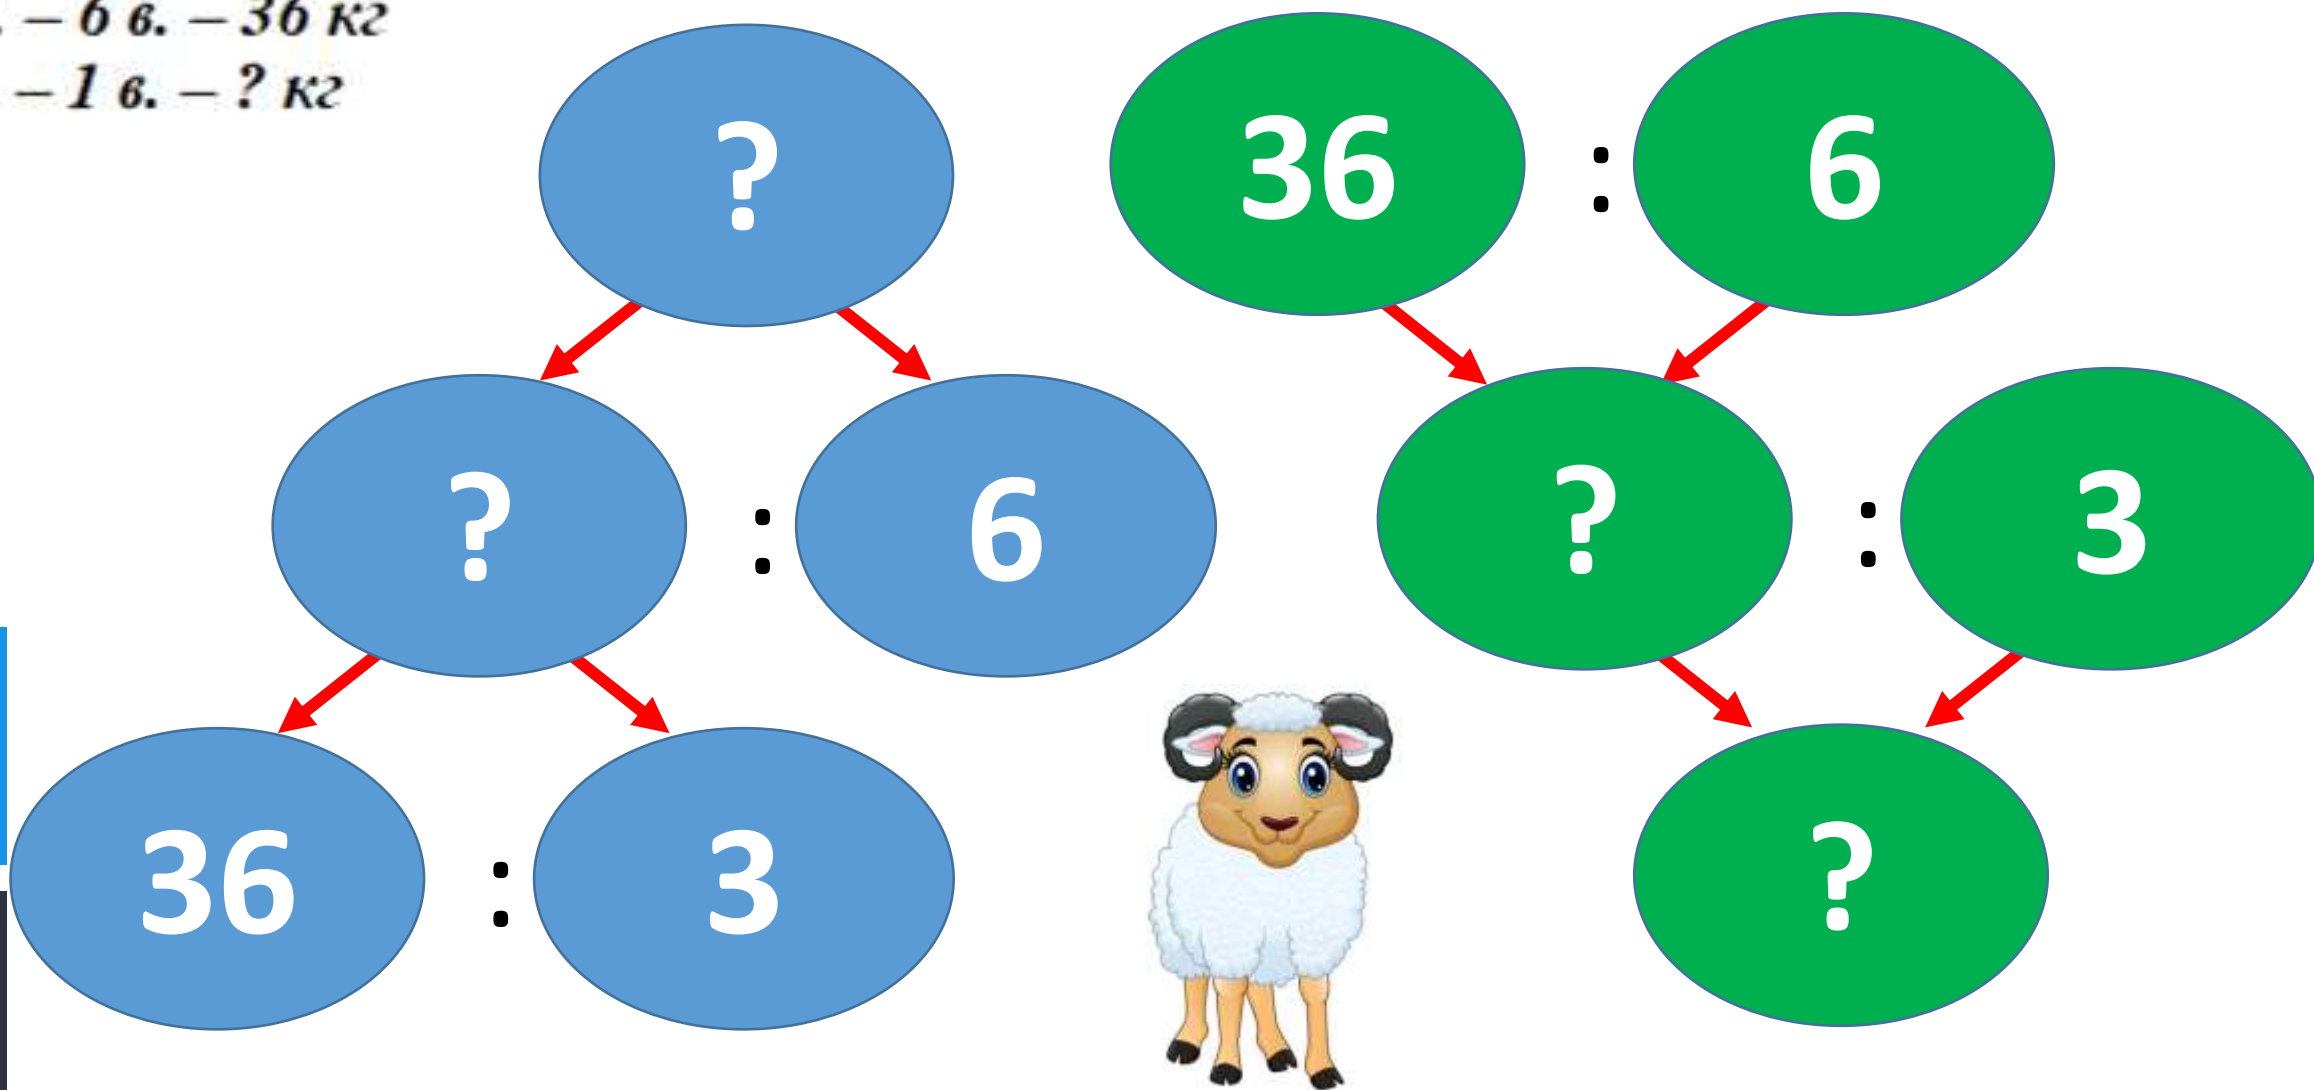 . – 6 в. – 36 кг
– 1 в. – ? кг
?
? : 6
36 : 3
36 : 6
? : 3
?